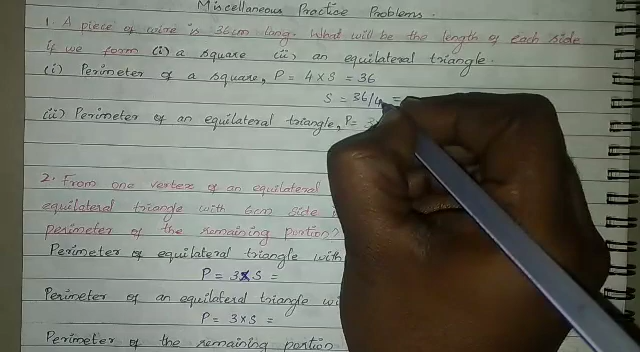 Miscellaneous Practice Problems.
1. A piece of wire is 36cm long. What will be the length of each side
if we form (i) a square (ii) an equilateral triangle.
(i) Perimeter of a square, P = 4 × S = 36
S = 36/4 =
(ii) Perimeter of an equilateral triangle, P = 3
2. From one vertex of an equilateral
equilateral triangle with 6cm side
perimeter of the remaining portion?
Perimeter of equilateral triangle with
P = 3 × S =
Perimeter of an equilateral triangle wi
P = 3 × S =
Perimeter of the remaining portion